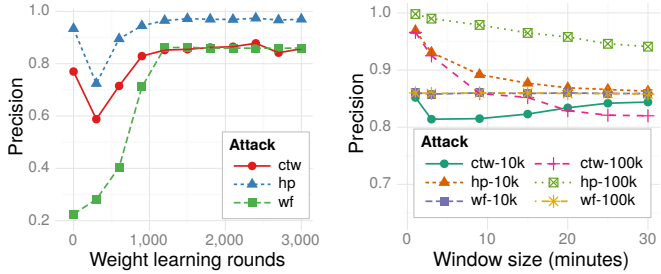 Precision
1.0
0.8
0.6
0.4
0.2
0
1,000
2,000
3,000
Weight learning rounds
Attack
ctw
hp
wf
Precision
1.0
0.9
0.8
0.7
0
10
20
30
Window size (minutes)
Attack
ctw-10k
ctw-100k
hp-10k
hp-100k
wf-10k
wf-100k